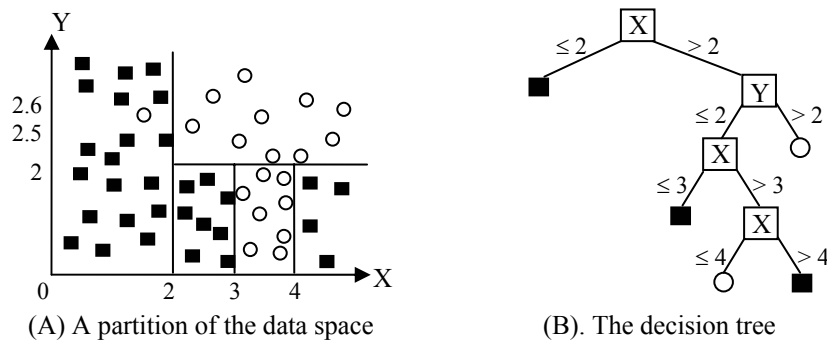 Y
2.6
2.5
2
0 2 3 4 X
(A) A partition of the data space
X
≤ 2 > 2
Y
≤ 2 > 2
X
≤ 3 > 3
X
≤ 4 > 4
(B). The decision tree